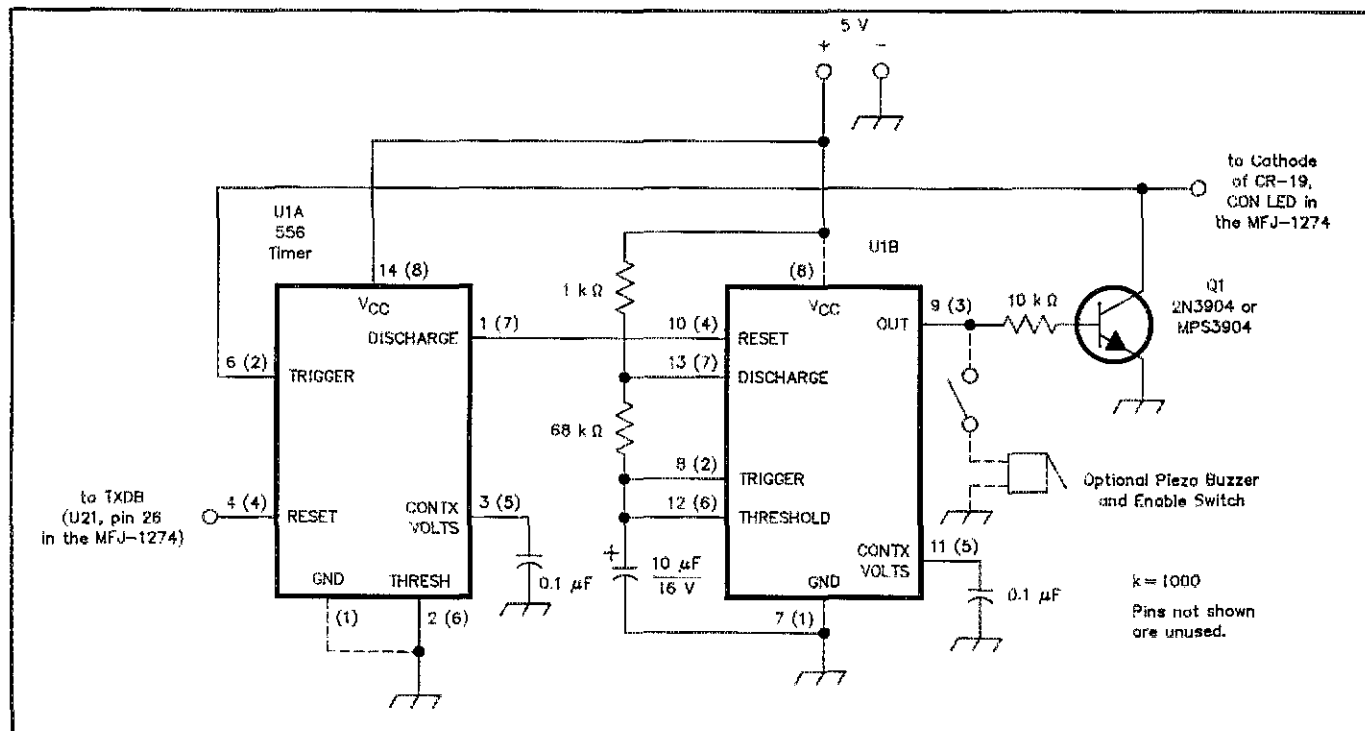 5 V
+ -
to Cathode
of CR-19,
CON LED in
the MFJ-1274
U1A
556
Timer
U1B
14 (8)
(8)
VCC
DISCHARGE
1 (7)
6 (2)
TRIGGER
4 (4)
RESET
to TXDB
(U21, pin 26
in the MFJ-1274)
CONTX
VOLTS
3 (5)
0.1 μF
GND
THRESH
(1)
2 (6)
1 kΩ
68 kΩ
+
10 μF
16 V
VCC
OUT
9 (3)
10 kΩ
Q1
2N3904 or
MPS3904
10 (4)
RESET
13 (7)
DISCHARGE
8 (2)
TRIGGER
12 (6)
THRESHOLD
CONTX
VOLTS
11 (5)
0.1 μF
GND
7 (1)
Optional Piezo Buzzer
and Enable Switch
k=1000
Pins not shown
are unused.